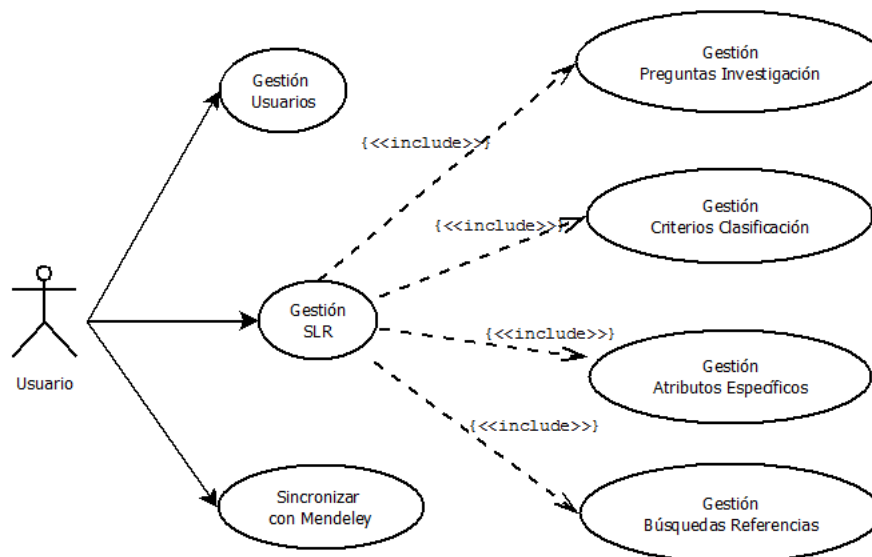 Gestión
Preguntas Investigación
Gestión
Usuarios
{<<include>>}
Gestión
Criterios Clasificación
{<<include>>}
Gestión
SLR
{<<include>>}
Gestión
Atributos Específicos
Usuario
{<<include>>}
Sincronizar
con Mendeley
Gestión
Búsquedas Referencias